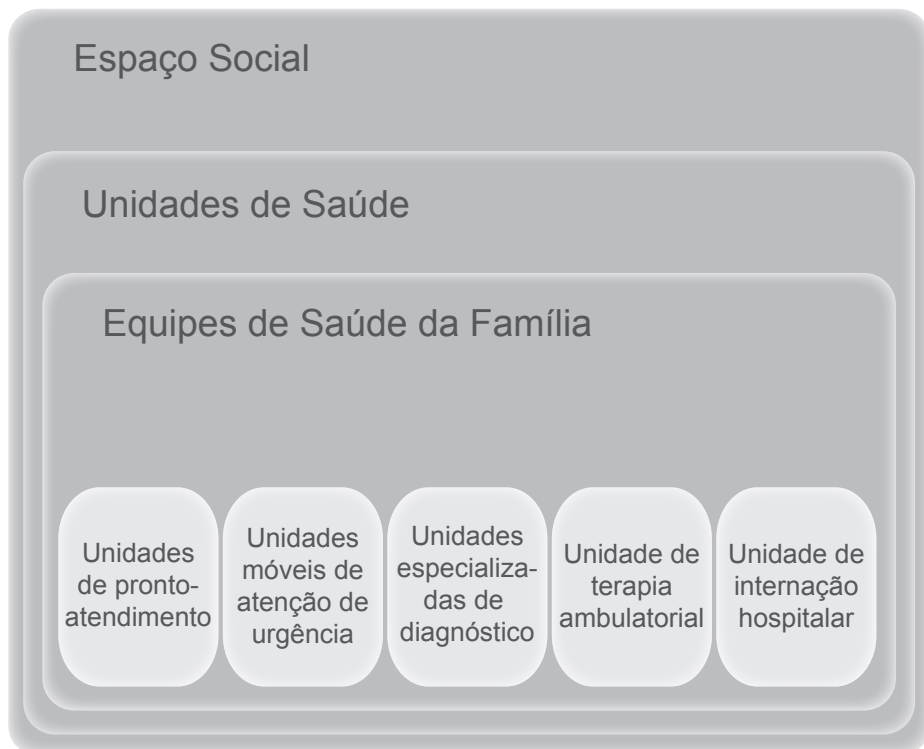 Espaço Social
Unidades de Saúde
Equipes de Saúde da Família
Unidades
de pronto-
atendimento
Unidades
móveis de
atenção de
urgência
Unidades
especializa-
das de
diagnóstico
Unidade de
terapia
ambulatorial
Unidade de
internação
hospitalar